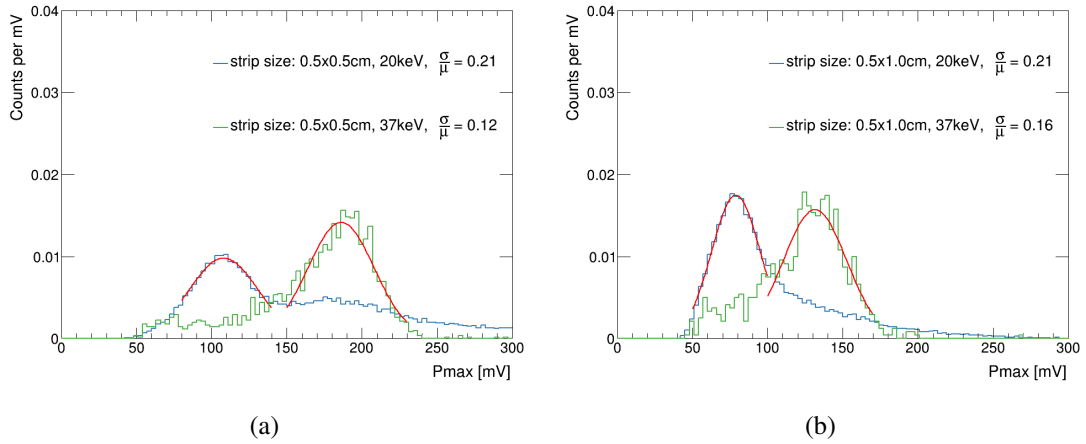 0.04
0.03
0.02
0.01
0
Counts per mV
strip size: 0.5x0.5cm, 20keV, σ/μ = 0.21
strip size: 0.5x0.5cm, 37keV, σ/μ = 0.12
0 50 100 150 200 250 300
Pmax [mV]
(a)
0.04
0.03
0.02
0.01
0
Counts per mV
strip size: 0.5x1.0cm, 20keV, σ/μ = 0.21
strip size: 0.5x1.0cm, 37keV, σ/μ = 0.16
0 50 100 150 200 250 300
Pmax [mV]
(b)